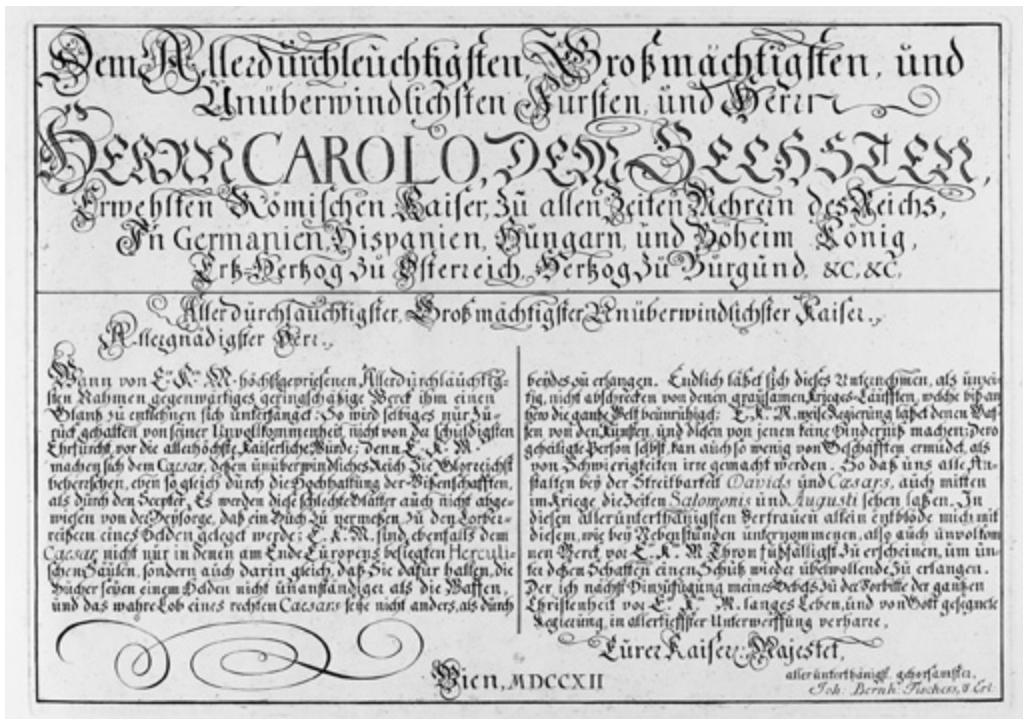 Dem Allerdurchleuchtigsten, Großmächtigsten, und
Unüberwindlichsten Fürsten, und Herrn
HERRN CAROLO, DEM SECHSTEN,
Erwehlten Römischen Kaiser, zu allen Zeiten Mehrern des Reichs,
In Germanien, Hispanien, Hungarn, und Böheim König,
Ertz-Hertzog zu Österreich, Hertzog zu Burgund, &c, &c,
Allerdurchlauchtigster, Großmächtigster Unüberwindlichster Kaiser.,
Allergnädigster Herr.,
Wann von E. K. M. höchstgepriesenen Allerdurchlauchtig-
sten Nahmen gegenwärtiges geringschätzige Werck ihm einen
Glantz zu entlehnen sich unterfanget: So wird selbiges nur zu-
ruck gehalten von seiner Unvollkommenheit, nicht von der schuldigsten
Ehrfurcht, vor die allerhöchste Kaiserliche Würde: denn E. K. M.
machen sich dem Caesar, deßen unüberwindliches Reich Sie Glorreichst
beherrschen, eben so gleich durch die Hochhaltung der Wißenschafften,
als durch den Scepter. Es werden diese schlechte Blätter auch nicht abge-
wiesen von der Beysorge, daß ein Buch zu vermeßen zu den Lorber-
reißern eines Helden geleget werde: E. K. M. sind ebenfalls dem
Caesar nicht nur in denen am Ende Europens besiegten Herculi-
schen Säulen, sondern auch darin gleich, daß Sie dafür halten, die
Bücher seyen einem Helden nicht unanständiger als die Waffen,
und das wahre Lob eines rechten Caesars setze nicht anders, als durch
beydes zu erlangen. Endlich läßet sich dieses Unternehmen, als unzei-
tig, nicht abschrecken von denen grausamen Krieges-Läufften, welche biß an-
hero die gantze Welt beunruhiget: E. K. M. weise Regierung läßet denen Waf-
fen von den Künsten, und diesen von jenen keine Hindernüß machen: Dero
geheiligte Person selbst, kan auch so wenig von Geschäfften ermüdet, als
von Schwierigkeiten irre gemacht werden. So daß uns alle An-
stalten bey der Streitbarkeit Davids und Caesars, auch mitten
im Kriege die Zeiten Salomonis und Augusti sehen laßen. In
diesem allerunterthänigsten Vertrauen allein entblöde mich mit
diesem, wie bey Nebenstunden unternommenen, also auch unvolkom-
nen Werck vor E. K. M. Thron fußfälligst zu erscheinen, um un-
ter deßen Schatten einen Schutz wieder übelwollende zu erlangen.
Der ich nächst Hinzufügung meines Gebets zu der Vorbitte der gantzen
Christenheit vor E. K. M. langes Leben, und von Gott gesegnete
Regierung, in allertieffster Unterwerffung verharre,
Eurer Kaiser: Majestet,
Wien, MDCCXII
allerunterthänigst. gehorsamster,
Joh: Bernh: Fischers, v Erl.